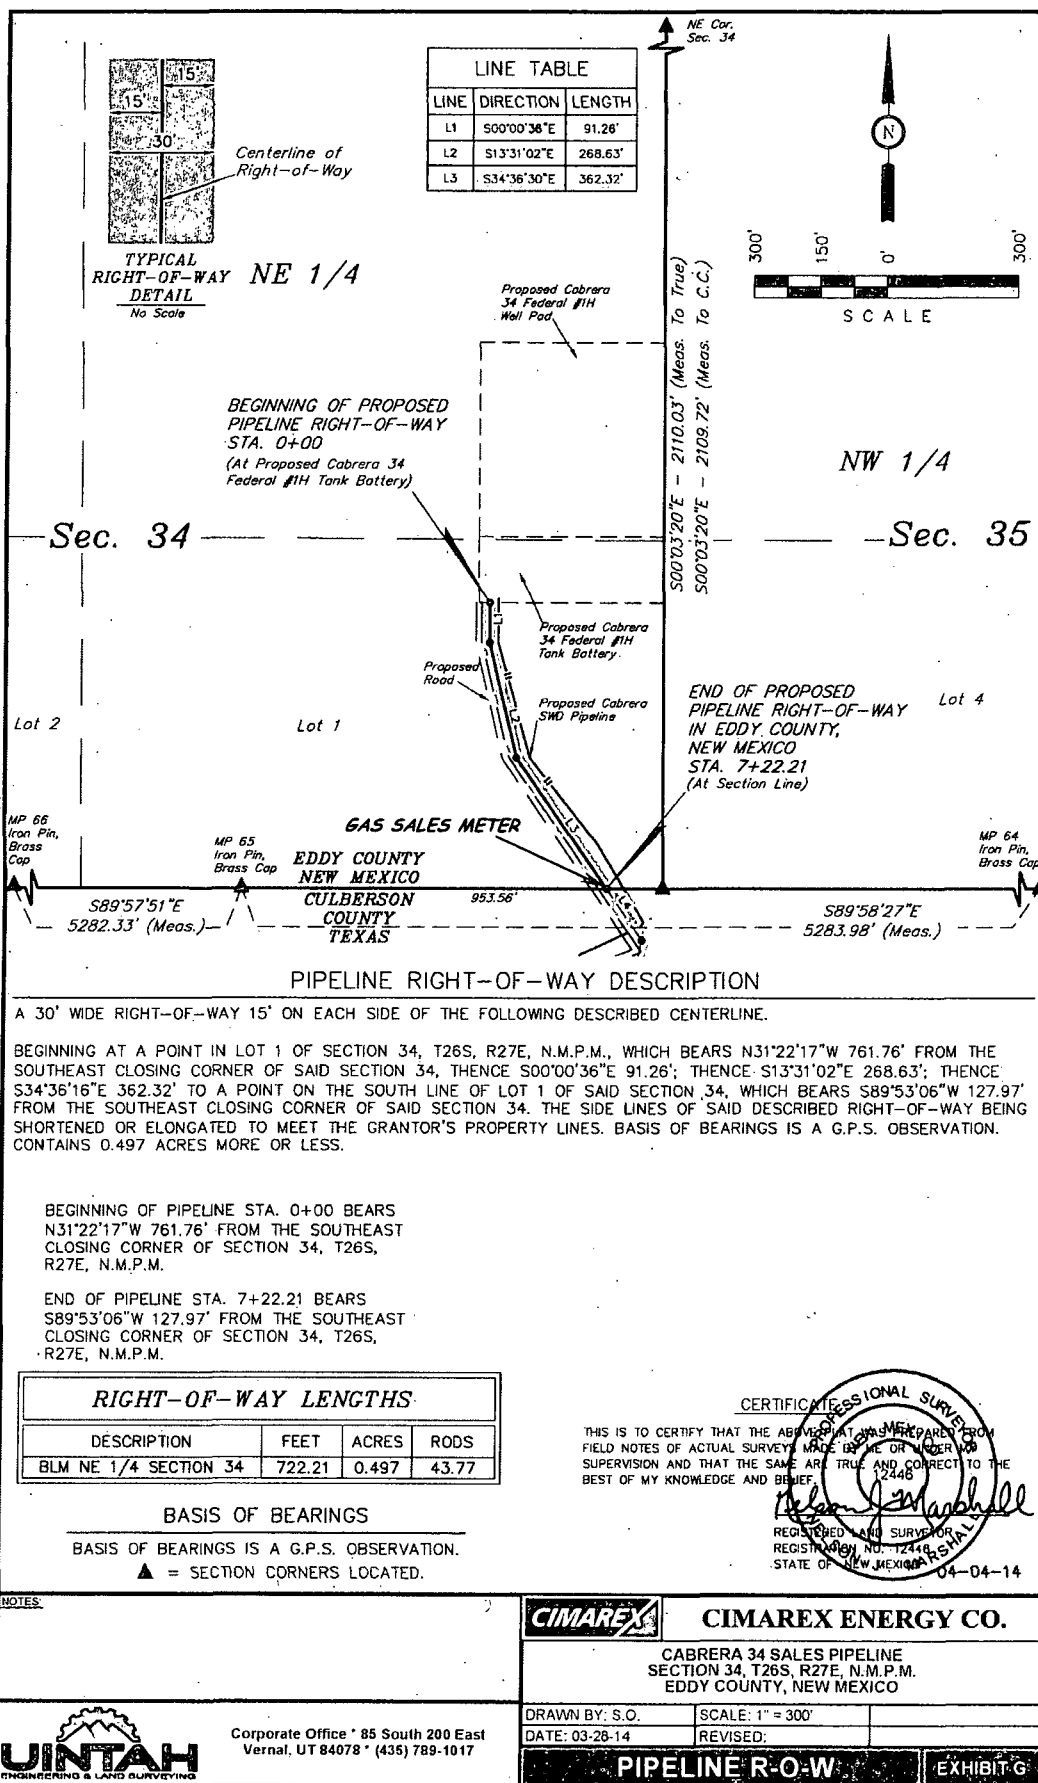 NE Cor.
Sec. 34
15'
15'
30'
Centerline of
Right-of-Way
TYPICAL
RIGHT-OF-WAY
DETAIL
No Scale
NE 1/4
LINE TABLE
LINE DIRECTION LENGTH
L1 S00°00'36"E 91.26'
L2 S13°31'02"E 268.63'
L3 S34°36'30"E 362.32'
N
300' 150' 0' 300'
SCALE
Proposed Cabrera
34 Federal #1H
Well Pad
S00°03'20"E - 2110.03' (Meas. To True)
S00°03'20"E - 2109.72' (Meas. To C.C.)
BEGINNING OF PROPOSED
PIPELINE RIGHT-OF-WAY
STA. 0+00
(At Proposed Cabrera 34
Federal #1H Tank Battery)
NW 1/4
Sec. 34
Sec. 35
L1
Proposed Cabrera
34 Federal #1H
Tank Battery
Proposed
Road
Proposed Cabrera
SWD Pipeline
L2
END OF PROPOSED
PIPELINE RIGHT-OF-WAY
IN EDDY COUNTY,
NEW MEXICO
STA. 7+22.21
(At Section Line)
Lot 4
Lot 2
Lot 1
L3
GAS SALES METER
MP 66
Iron Pin,
Brass
Cap
MP 65
Iron Pin,
Brass Cap
MP 64
Iron Pin,
Brass Cap
EDDY COUNTY
NEW MEXICO
CULBERSON
COUNTY
TEXAS
953.56'
L4
S89°57'51"E
5282.33' (Meas.)
S89°58'27"E
5283.98' (Meas.)
PIPELINE RIGHT-OF-WAY DESCRIPTION
A 30' WIDE RIGHT-OF-WAY 15' ON EACH SIDE OF THE FOLLOWING DESCRIBED CENTERLINE.
BEGINNING AT A POINT IN LOT 1 OF SECTION 34, T26S, R27E, N.M.P.M., WHICH BEARS N31°22'17"W 761.76' FROM THE
SOUTHEAST CLOSING CORNER OF SAID SECTION 34, THENCE S00°00'36"E 91.26'; THENCE S13°31'02"E 268.63'; THENCE
S34°36'16"E 362.32' TO A POINT ON THE SOUTH LINE OF LOT 1 OF SAID SECTION 34, WHICH BEARS S89°53'06"W 127.97'
FROM THE SOUTHEAST CLOSING CORNER OF SAID SECTION 34. THE SIDE LINES OF SAID DESCRIBED RIGHT-OF-WAY BEING
SHORTENED OR ELONGATED TO MEET THE GRANTOR'S PROPERTY LINES. BASIS OF BEARINGS IS A G.P.S. OBSERVATION.
CONTAINS 0.497 ACRES MORE OR LESS.
BEGINNING OF PIPELINE STA. 0+00 BEARS
N31°22'17"W 761.76' FROM THE SOUTHEAST
CLOSING CORNER OF SECTION 34, T26S,
R27E, N.M.P.M.
END OF PIPELINE STA. 7+22.21 BEARS
S89°53'06"W 127.97' FROM THE SOUTHEAST
CLOSING CORNER OF SECTION 34, T26S,
R27E, N.M.P.M.
RIGHT-OF-WAY LENGTHS
DESCRIPTION FEET ACRES RODS
BLM NE 1/4 SECTION 34 722.21 0.497 43.77
BASIS OF BEARINGS
BASIS OF BEARINGS IS A G.P.S. OBSERVATION.
▲ = SECTION CORNERS LOCATED.
CERTIFICATE
THIS IS TO CERTIFY THAT THE ABOVE PLAT WAS PREPARED FROM
FIELD NOTES OF ACTUAL SURVEYS MADE BY ME OR UNDER MY
SUPERVISION AND THAT THE SAME ARE TRUE AND CORRECT TO THE
BEST OF MY KNOWLEDGE AND BELIEF.
Nelson J Marshall
REGISTERED LAND SURVEYOR
REGISTRATION NO. 12446
STATE OF NEW MEXICO
PROFESSIONAL SURVEYOR
NEW MEXICO
12446
NELSON J. MARSHALL
04-04-14
NOTES:
CIMAREX
CIMAREX ENERGY CO.
CABRERA 34 SALES PIPELINE
SECTION 34, T26S, R27E, N.M.P.M.
EDDY COUNTY, NEW MEXICO
DRAWN BY: S.O. SCALE: 1" = 300'
DATE: 03-28-14 REVISED:
PIPELINE R-O-W EXHIBIT G
UINTAH
ENGINEERING & LAND SURVEYING
Corporate Office * 85 South 200 East
Vernal, UT 84078 * (435) 789-1017